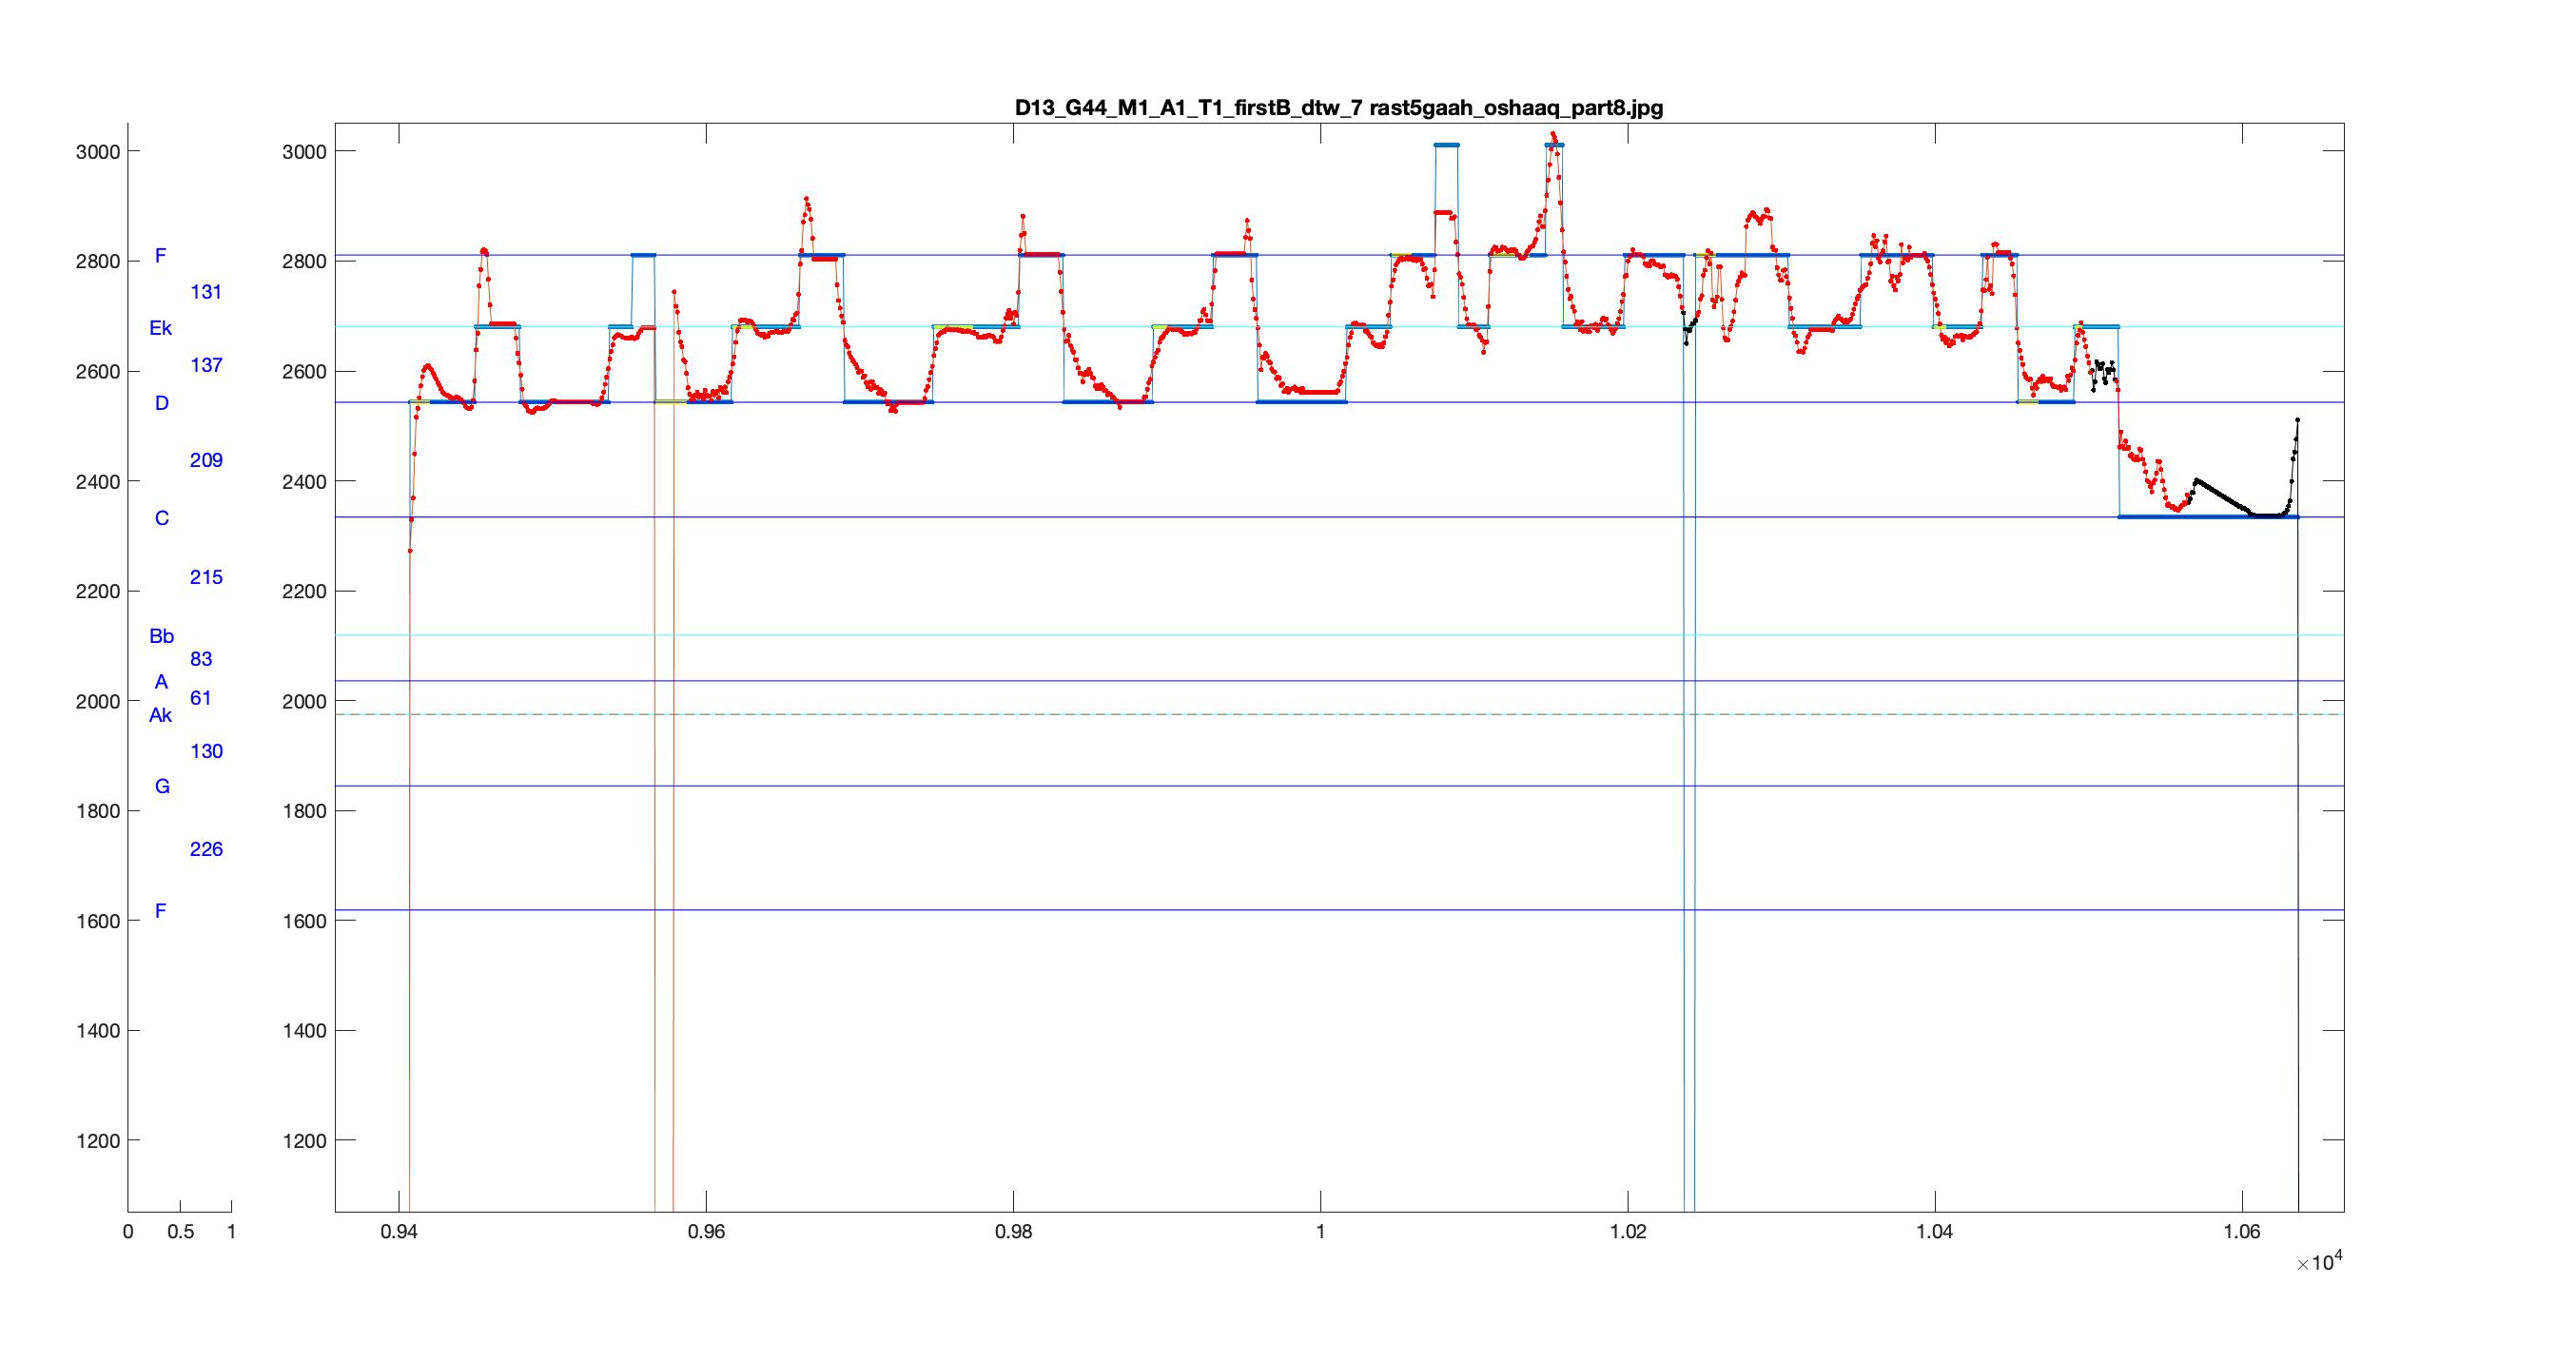 D13_G44_M1_A1_T1_firstB_dtw_7 rast5gaah_oshaaq_part8.jpg
3000 3000
F
2800 2800
131
Ek
137
2600 2600
D
209
2400 2400
C
215
2200 2200
Bb
83
A
61
2000 2000
Ak
130
G
1800 1800
226
F
1600 1600
1400 1400
1200 1200
0 0.5 1 0.94 0.96 0.98 1 1.02 1.04 1.06
×10^4